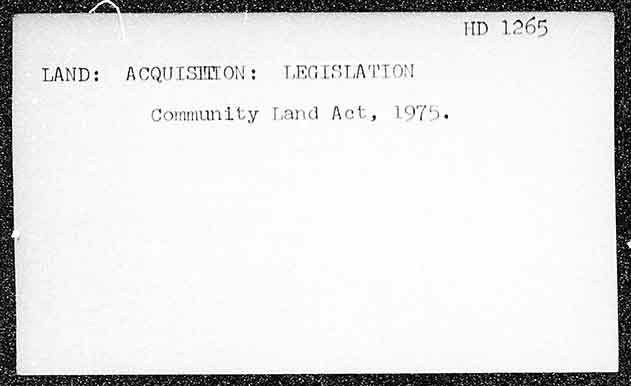 HD 1265
LAND: ACQUISITION: LEGISLATION
Community Land Act, 1975.